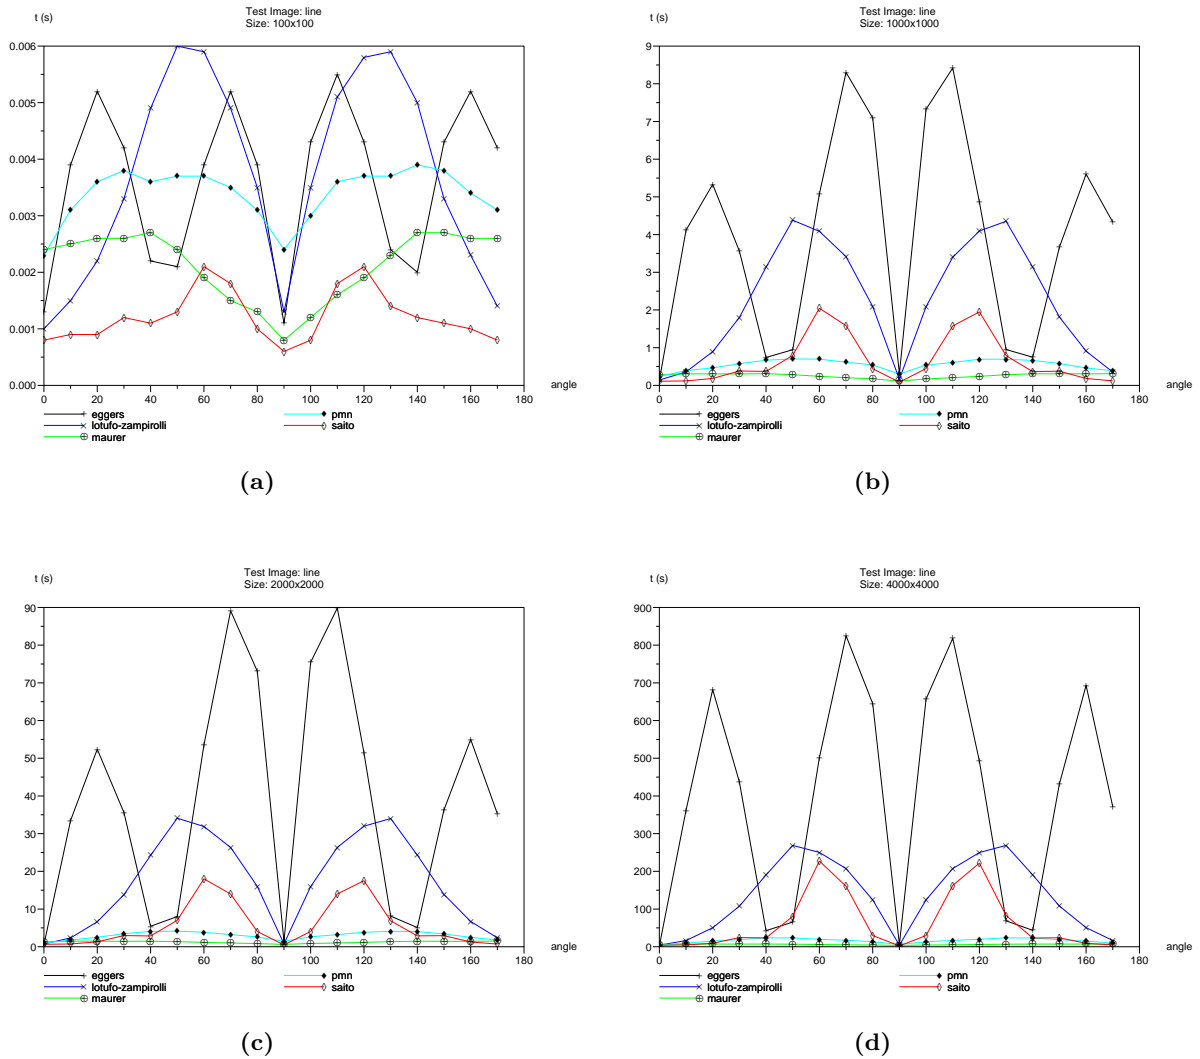 t (s)
Test Image: line
Size: 100x100
0.006
0.005
0.004
0.003
0.002
0.001
0.000
0 20 40 60 80 100 120 140 160 180
angle
eggers
lotufo-zampirolli
maurer
pmn
saito
(a)
t (s)
Test Image: line
Size: 1000x1000
9
8
7
6
5
4
3
2
1
0
0 20 40 60 80 100 120 140 160 180
angle
eggers
lotufo-zampirolli
maurer
pmn
saito
(b)
t (s)
Test Image: line
Size: 2000x2000
90
80
70
60
50
40
30
20
10
0
0 20 40 60 80 100 120 140 160 180
angle
eggers
lotufo-zampirolli
maurer
pmn
saito
(c)
t (s)
Test Image: line
Size: 4000x4000
900
800
700
600
500
400
300
200
100
0
0 20 40 60 80 100 120 140 160 180
angle
eggers
lotufo-zampirolli
maurer
pmn
saito
(d)